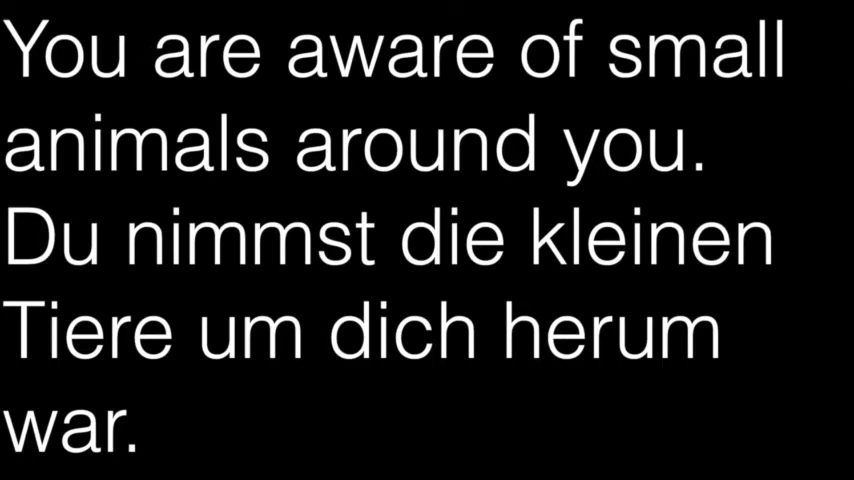 You are aware of small
animals around you.
Du nimmst die kleinen
Tiere um dich herum
war.